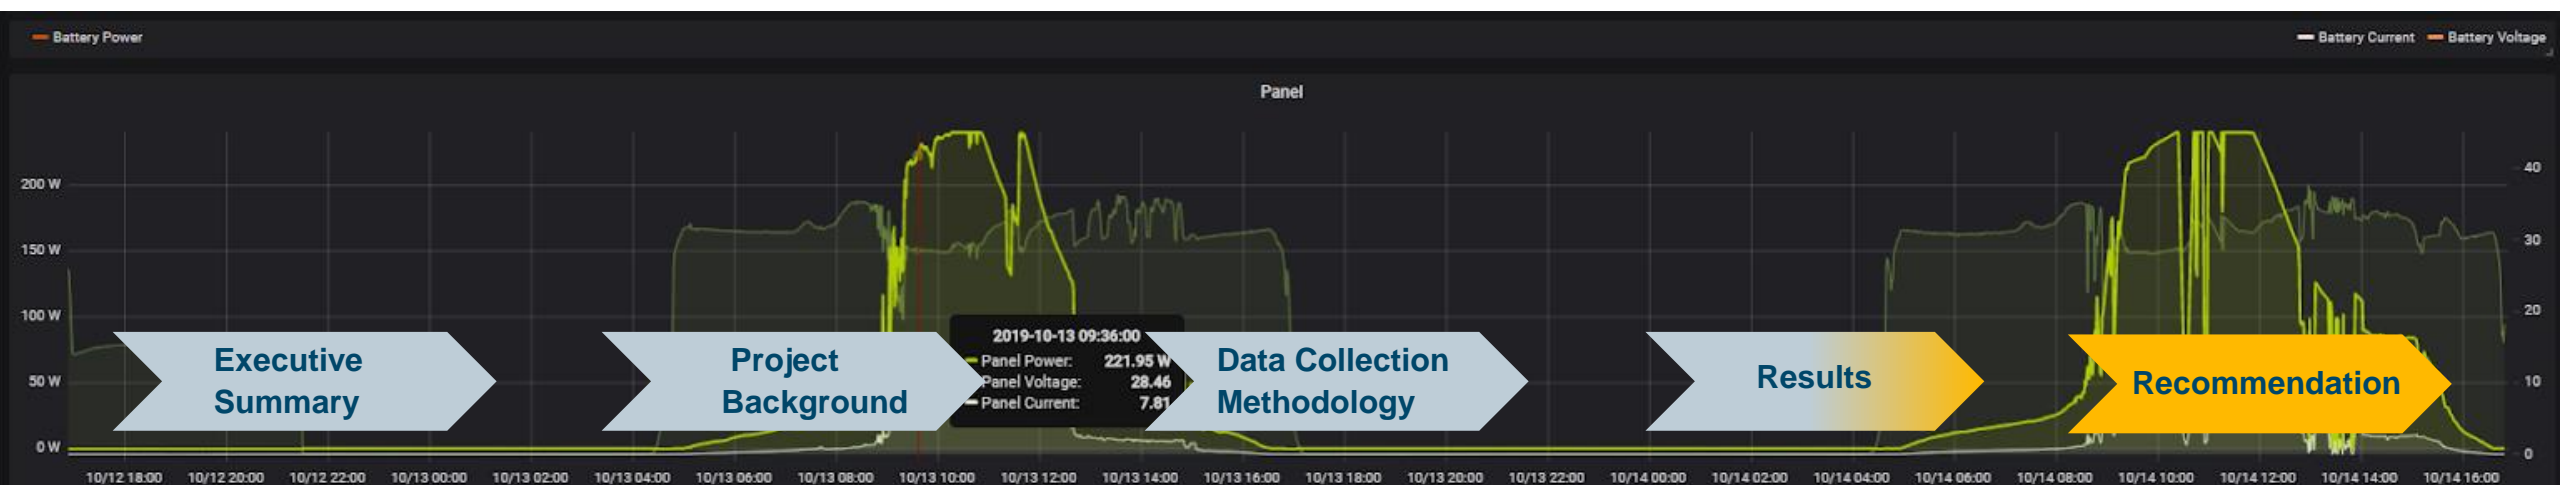 Battery Power
Battery Current Battery Voltage
Panel
200 W
150 W
100 W
50 W
0 W
40
30
20
10
0
Executive
Summary
Project
Background
2019-10-13 09:36:00
Panel Power: 221.95 W
Panel Voltage: 28.46
Panel Current: 7.81
Data Collection
Methodology
Results
Recommendation
10/12 18:00 10/12 20:00 10/12 22:00 10/13 00:00 10/13 02:00 10/13 04:00 10/13 06:00 10/13 08:00 10/13 10:00 10/13 12:00 10/13 14:00 10/13 16:00 10/13 18:00 10/13 20:00 10/13 22:00 10/14 00:00 10/14 02:00 10/14 04:00 10/14 06:00 10/14 08:00 10/14 10:00 10/14 12:00 10/14 14:00 10/14 16:00